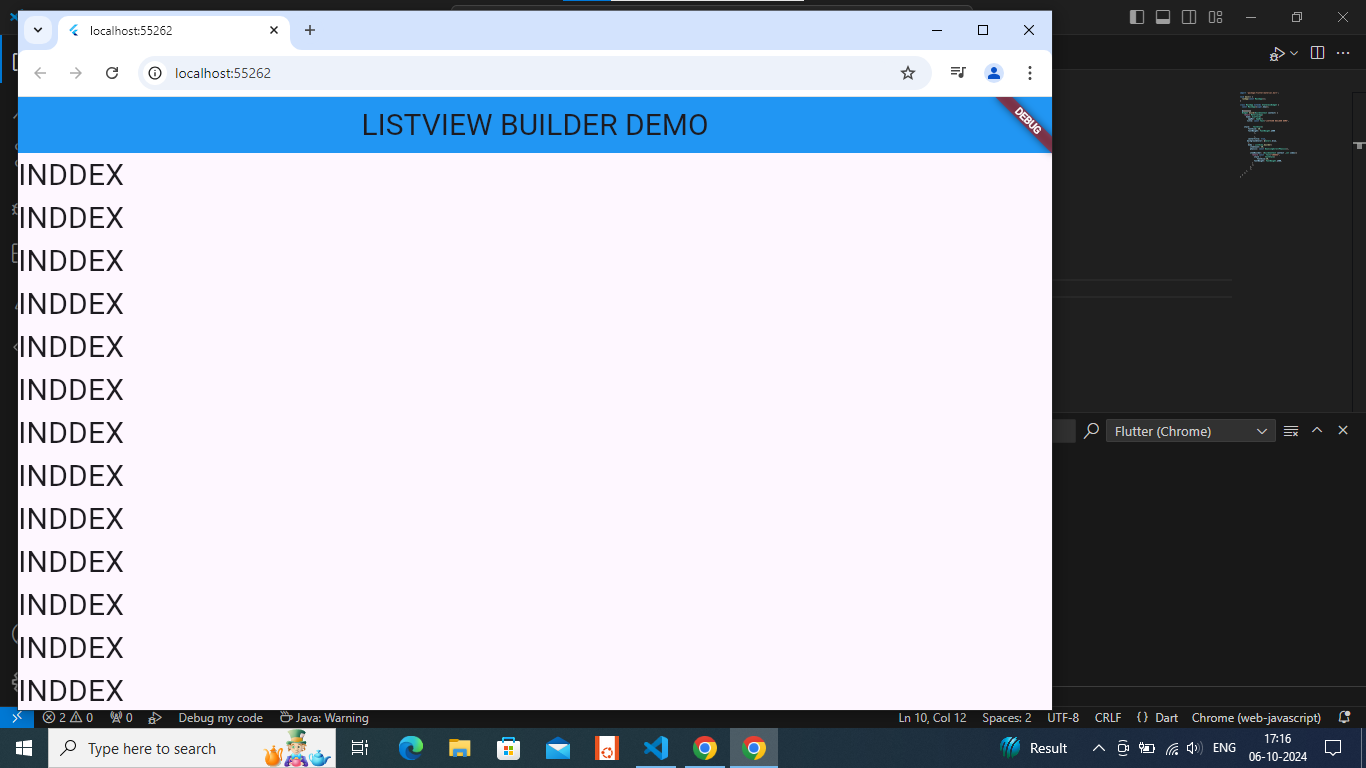 localhost:55262
localhost:55262
LISTVIEW BUILDER DEMO
DEBUG
INDDEX
INDDEX
INDDEX
INDDEX
INDDEX
INDDEX
INDDEX
INDDEX
INDDEX
INDDEX
INDDEX
INDDEX
INDDEX
Flutter (Chrome)
2 0 0 Debug my code Java: Warning Ln 10, Col 12 Spaces: 2 UTF-8 CRLF {} Dart Chrome (web-javascript)
Type here to search Result ENG 17:16
06-10-2024